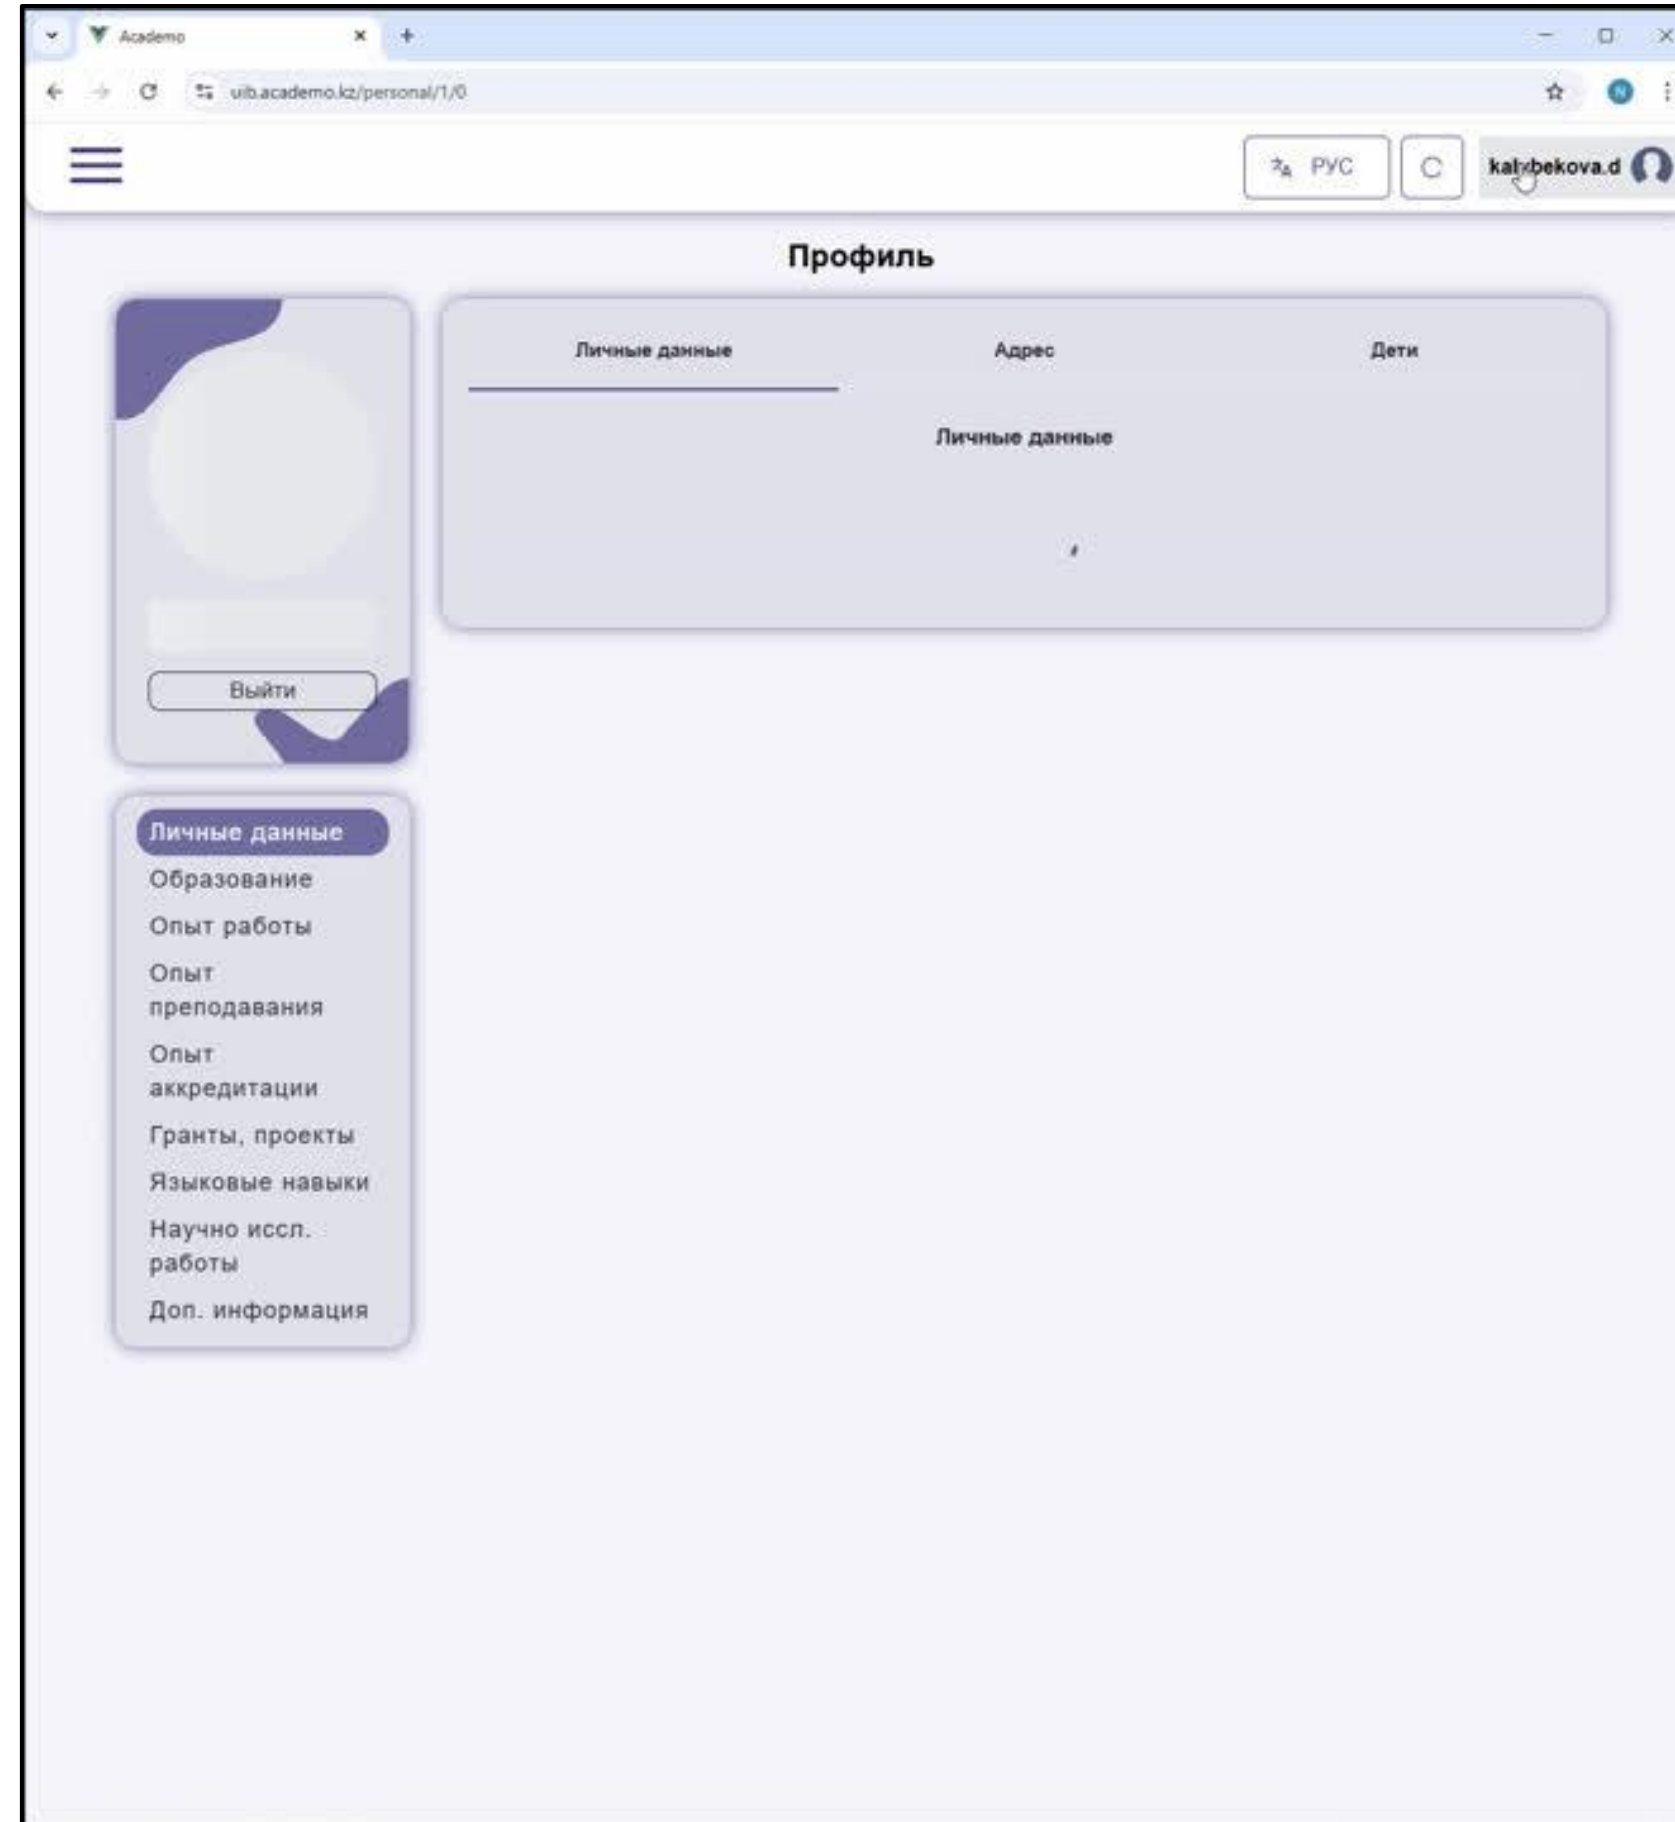 Academo
uib.academo.kz/personal/1/0
N
РУС
kalybekova.d
Профиль
Личные данные
Адрес
Дети
Личные данные
Выйти
Личные данные
Образование
Опыт работы
Опыт
преподавания
Опыт
аккредитации
Гранты, проекты
Языковые навыки
Научно иссл.
работы
Доп. информация